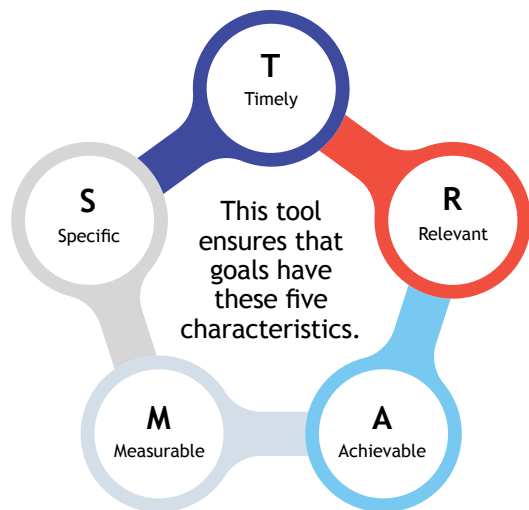 T
Timely
S
Specific
R
Relevant
This tool
ensures that
goals have
these five
characteristics.
M
Measurable
A
Achievable